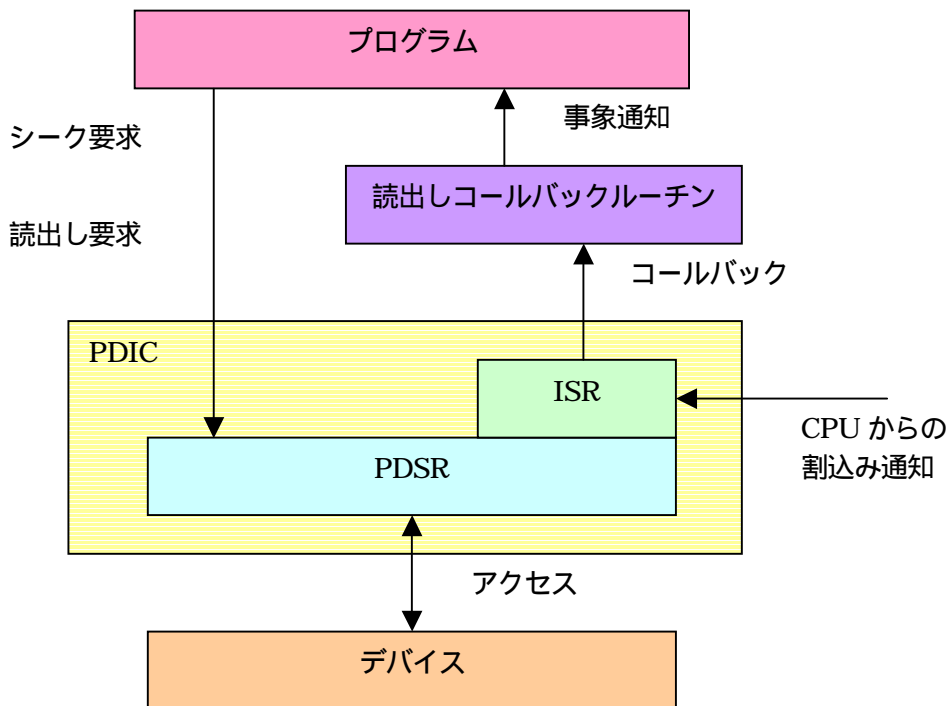 プログラム
事象通知
シーク要求
読出しコールバックルーチン
読出し要求
コールバック
PDIC
ISR
CPU からの
割込み通知
PDSR
アクセス
デバイス